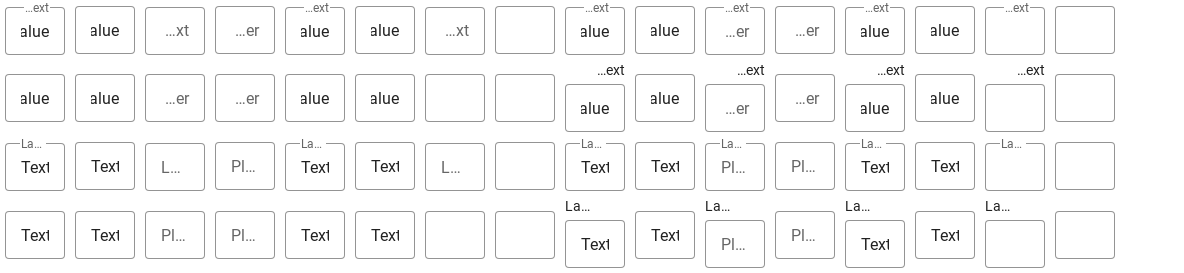 …ext …ext …ext …ext …ext …ext
alue alue …xt …er alue alue …xt alue alue …er …er alue alue
…ext …ext …ext …ext
alue alue …er …er alue alue alue alue …er …er alue alue
La… La… La… La… La… La…
Text Text L… Pl… Text Text L… Text Text Pl… Pl… Text Text
La… La… La… La…
Text Text Pl… Pl… Text Text Text Text Pl… Pl… Text Text